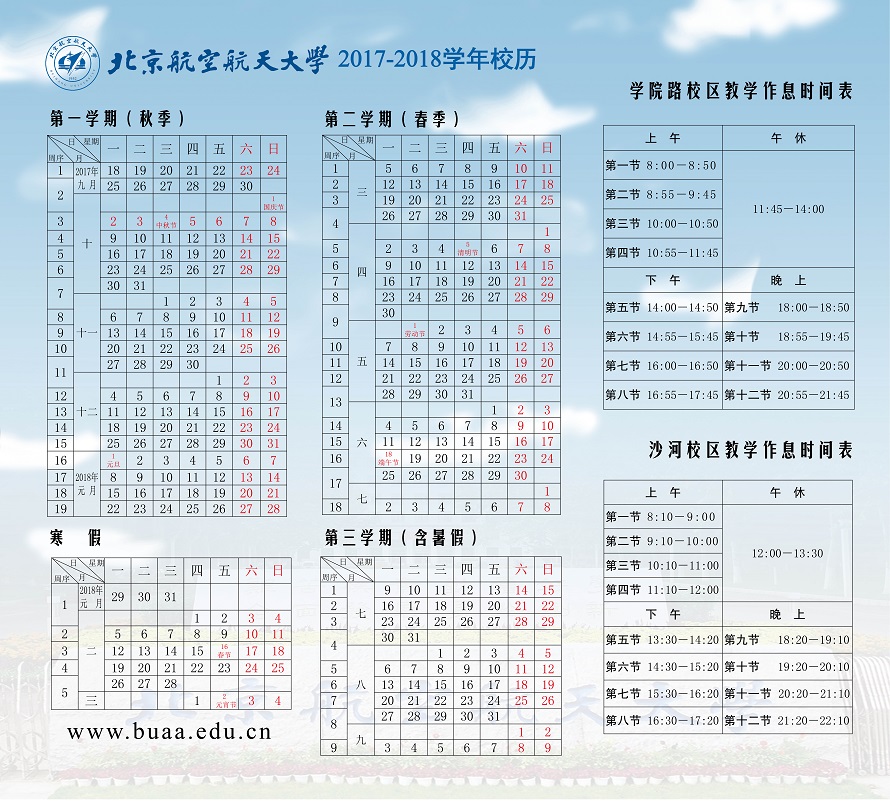 北京航空航天大學 2017-2018学年校历
第一学期（秋季）
日 星期 周序 月 一 二 三 四 五 六 日
1 2017年九月 18 19 20 21 22 23 24
2 25 26 27 28 29 30
十 1 国庆节
3 2 3 4 中秋节 5 6 7 8
4 9 10 11 12 13 14 15
5 16 17 18 19 20 21 22
6 23 24 25 26 27 28 29
7 30 31
十一 1 2 3 4 5
8 6 7 8 9 10 11 12
9 13 14 15 16 17 18 19
10 20 21 22 23 24 25 26
11 27 28 29 30
十二 1 2 3
12 4 5 6 7 8 9 10
13 11 12 13 14 15 16 17
14 18 19 20 21 22 23 24
15 25 26 27 28 29 30 31
16 2018年元月 1 元旦 2 3 4 5 6 7
17 8 9 10 11 12 13 14
18 15 16 17 18 19 20 21
19 22 23 24 25 26 27 28
第二学期（春季）
日 星期 周序 月 一 二 三 四 五 六 日
1 三 5 6 7 8 9 10 11
2 12 13 14 15 16 17 18
3 19 20 21 22 23 24 25
4 26 27 28 29 30 31
四 1
5 2 3 4 5 清明节 6 7 8
6 9 10 11 12 13 14 15
7 16 17 18 19 20 21 22
8 23 24 25 26 27 28 29
9 30
五 1 劳动节 2 3 4 5 6
10 7 8 9 10 11 12 13
11 14 15 16 17 18 19 20
12 21 22 23 24 25 26 27
13 28 29 30 31
六 1 2 3
14 4 5 6 7 8 9 10
15 11 12 13 14 15 16 17
16 18 端午节 19 20 21 22 23 24
17 25 26 27 28 29 30
七 1
18 2 3 4 5 6 7 8
学院路校区教学作息时间表
上 午 午 休
第一节 8:00－8:50
第二节 8:55－9:45
11:45－14:00
第三节 10:00－10:50
第四节 10:55－11:45
下 午 晚 上
第五节 14:00－14:50 第九节 18:00－18:50
第六节 14:55－15:45 第十节 18:55－19:45
第七节 16:00－16:50 第十一节 20:00－20:50
第八节 16:55－17:45 第十二节 20:55－21:45
寒 假
日 星期 周序 月 一 二 三 四 五 六 日
1 2018年元 月 29 30 31
二 1 2 3 4
2 5 6 7 8 9 10 11
3 12 13 14 15 16 春节 17 18
4 19 20 21 22 23 24 25
5 26 27 28
三 1 2 元宵节 3 4
www.buaa.edu.cn
第三学期（含暑假）
日 星期 周序 月 一 二 三 四 五 六 日
1 七 9 10 11 12 13 14 15
2 16 17 18 19 20 21 22
3 23 24 25 26 27 28 29
4 30 31
八 1 2 3 4 5
5 6 7 8 9 10 11 12
6 13 14 15 16 17 18 19
7 20 21 22 23 24 25 26
8 27 28 29 30 31
九 1 2
9 3 4 5 6 7 8 9
沙河校区教学作息时间表
上 午 午 休
第一节 8:10－9:00
第二节 9:10－10:00
12:00－13:30
第三节 10:10－11:00
第四节 11:10－12:00
下 午 晚 上
第五节 13:30－14:20 第九节 18:20－19:10
第六节 14:30－15:20 第十节 19:20－20:10
第七节 15:30－16:20 第十一节 20:20－21:10
第八节 16:30－17:20 第十二节 21:20－22:10
北京航空航天大学